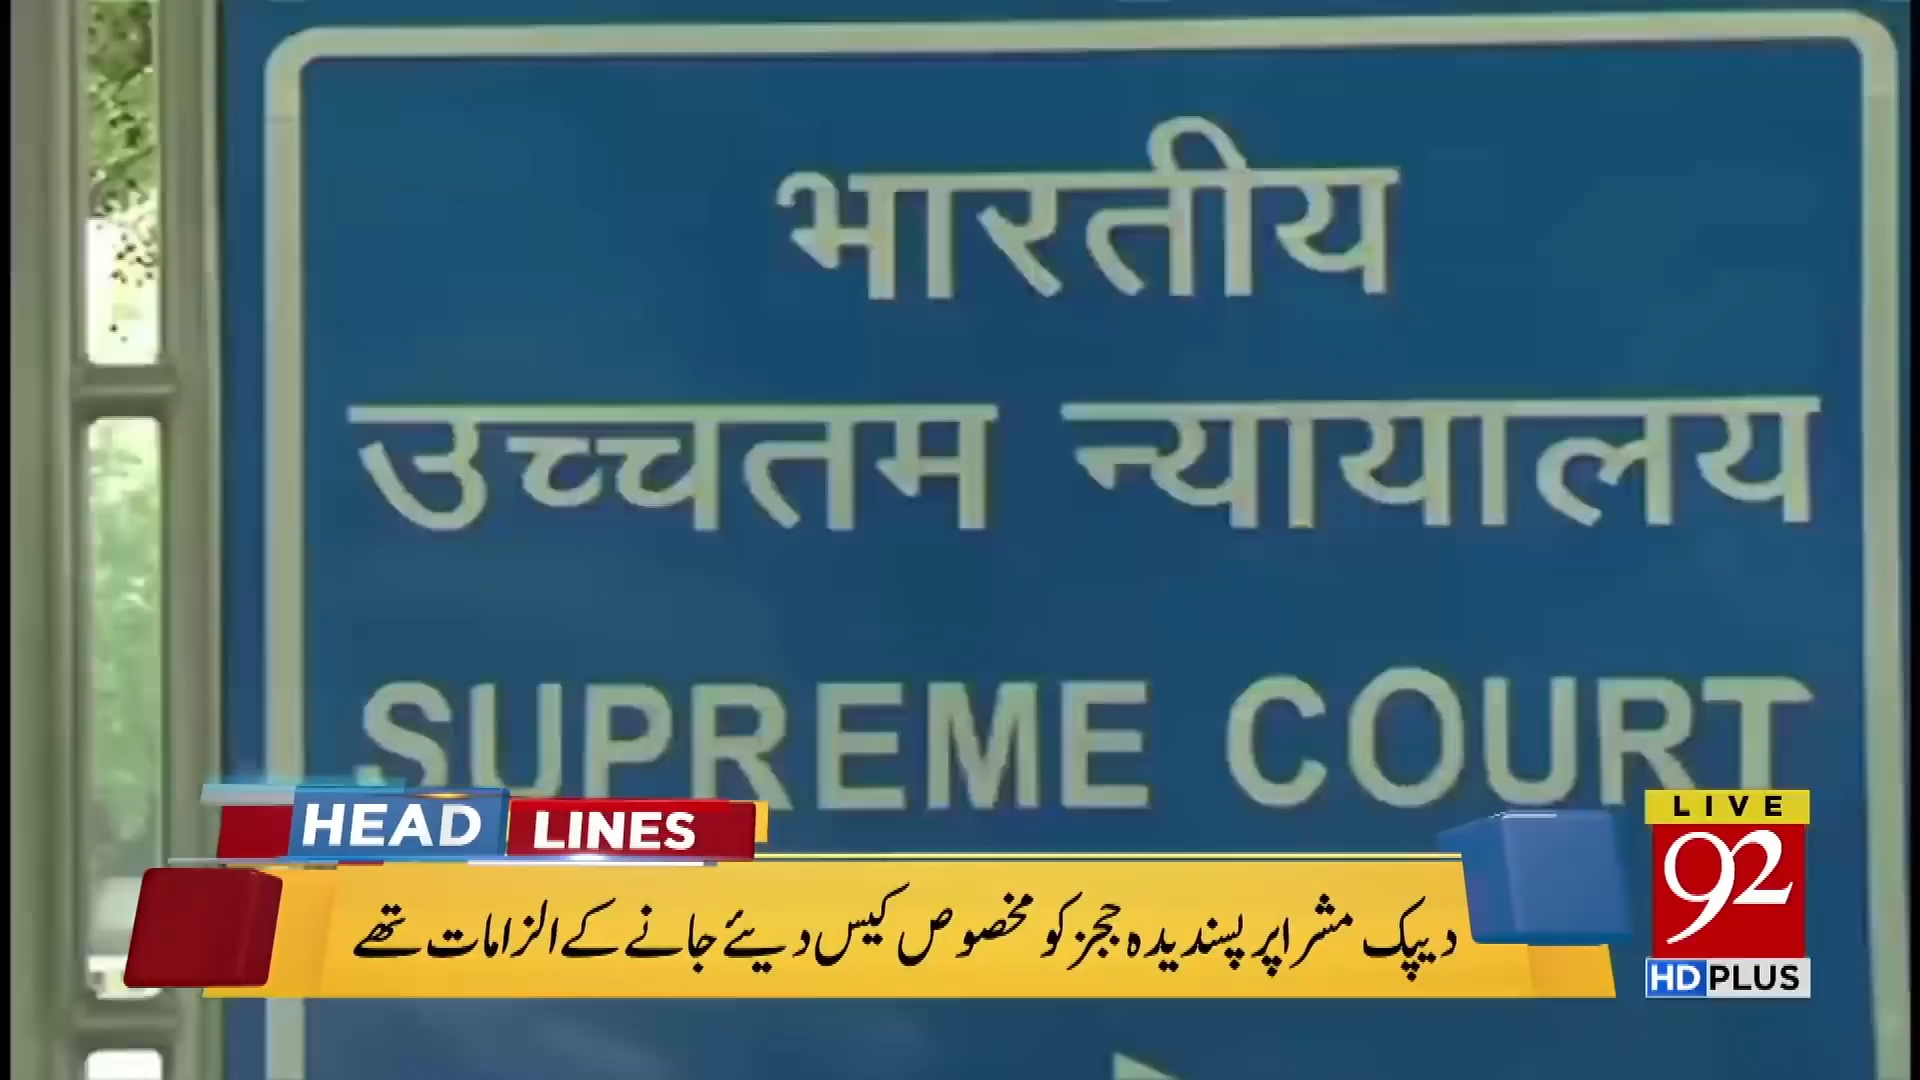 भारतीय
उच्चतम न्यायालय
SUPREME COURT
HEAD LINES
دیپک مشرا پر پسندیدہ ججز کو مخصوص کیس دیئے جانے کے الزامات تھے
LIVE
92
HD PLUS